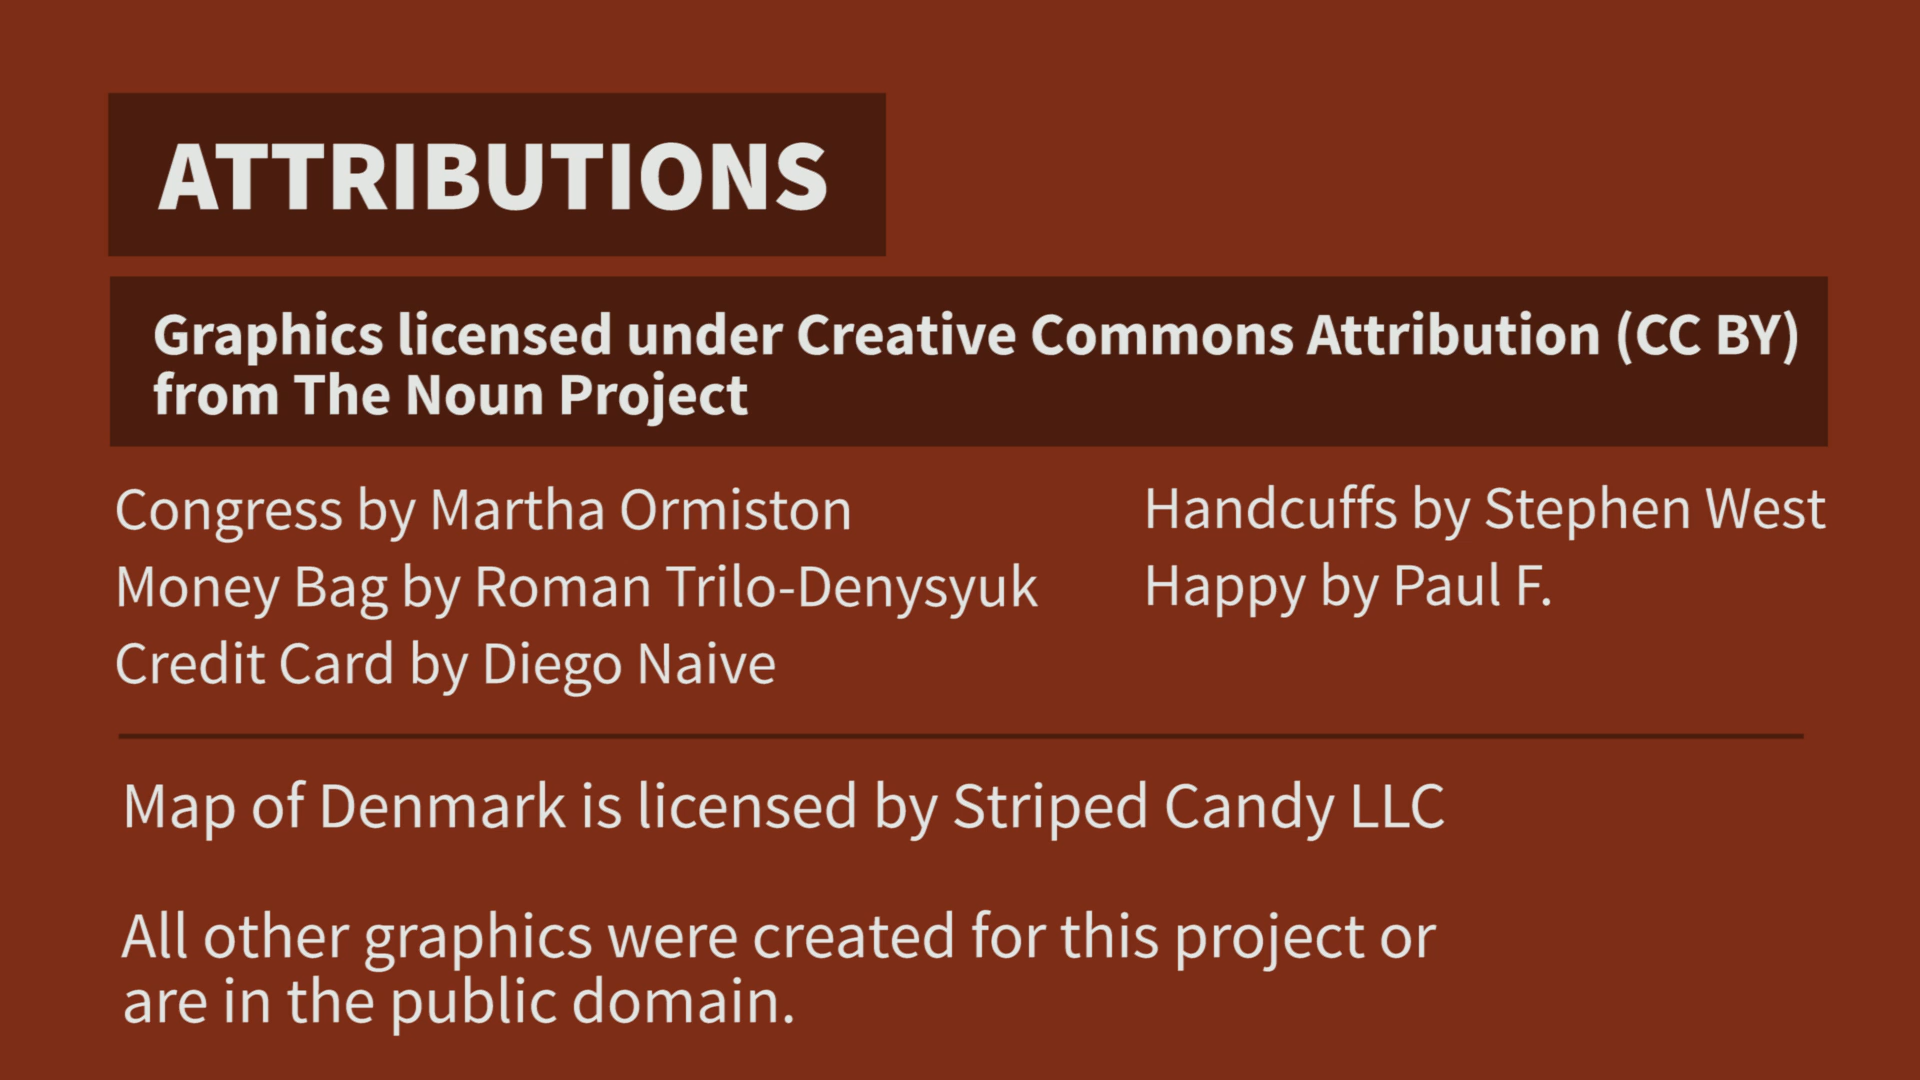 ATTRIBUTIONS
Graphics licensed under Creative Commons Attribution (CC BY)
from The Noun Project
Congress by Martha Ormiston
Money Bag by Roman Trilo-Denysyuk
Credit Card by Diego Naive
Handcuffs by Stephen West
Happy by Paul F.
Map of Denmark is licensed by Striped Candy LLC
All other graphics were created for this project or
are in the public domain.